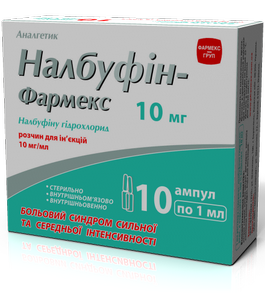 Аналгетик
ФАРМЕКС
ГРУП
Налбуфін-
Фармекс
10 мг
Налбуфіну гідрохлорид
розчин для ін'єкцій
10 мг/мл
• СТЕРИЛЬНО
• ВНУТРІШНЬОМ'ЯЗОВО
• ВНУТРІШНЬОВЕННО
10 ампул
по 1 мл
БОЛЬОВИЙ СИНДРОМ СИЛЬНОЇ
ТА СЕРЕДНЬОЇ ІНТЕНСИВНОСТІ